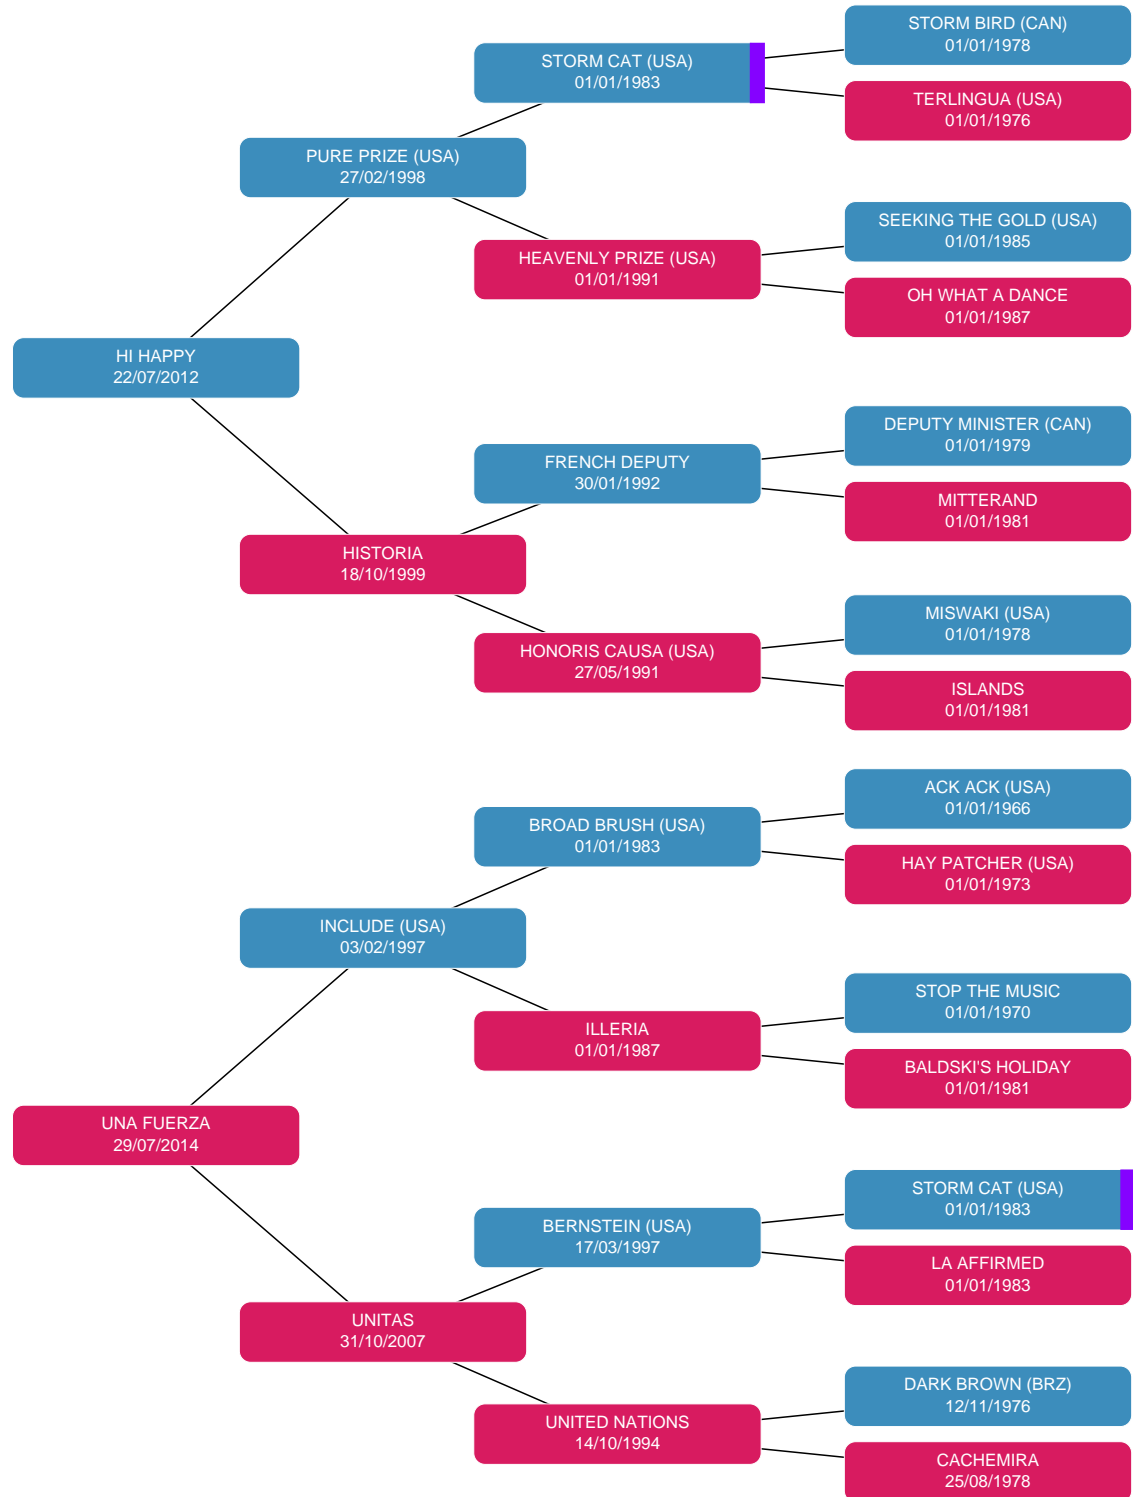 STORM BIRD (CAN)
01/01/1978
STORM CAT (USA)
01/01/1983
TERLINGUA (USA)
01/01/1976
PURE PRIZE (USA)
27/02/1998
SEEKING THE GOLD (USA)
01/01/1985
HEAVENLY PRIZE (USA)
01/01/1991
OH WHAT A DANCE
01/01/1987
HI HAPPY
22/07/2012
DEPUTY MINISTER (CAN)
01/01/1979
FRENCH DEPUTY
30/01/1992
MITTERAND
01/01/1981
HISTORIA
18/10/1999
MISWAKI (USA)
01/01/1978
HONORIS CAUSA (USA)
27/05/1991
ISLANDS
01/01/1981
ACK ACK (USA)
01/01/1966
BROAD BRUSH (USA)
01/01/1983
HAY PATCHER (USA)
01/01/1973
INCLUDE (USA)
03/02/1997
STOP THE MUSIC
01/01/1970
ILLERIA
01/01/1987
BALDSKI'S HOLIDAY
01/01/1981
UNA FUERZA
29/07/2014
STORM CAT (USA)
01/01/1983
BERNSTEIN (USA)
17/03/1997
LA AFFIRMED
01/01/1983
UNITAS
31/10/2007
DARK BROWN (BRZ)
12/11/1976
UNITED NATIONS
14/10/1994
CACHEMIRA
25/08/1978